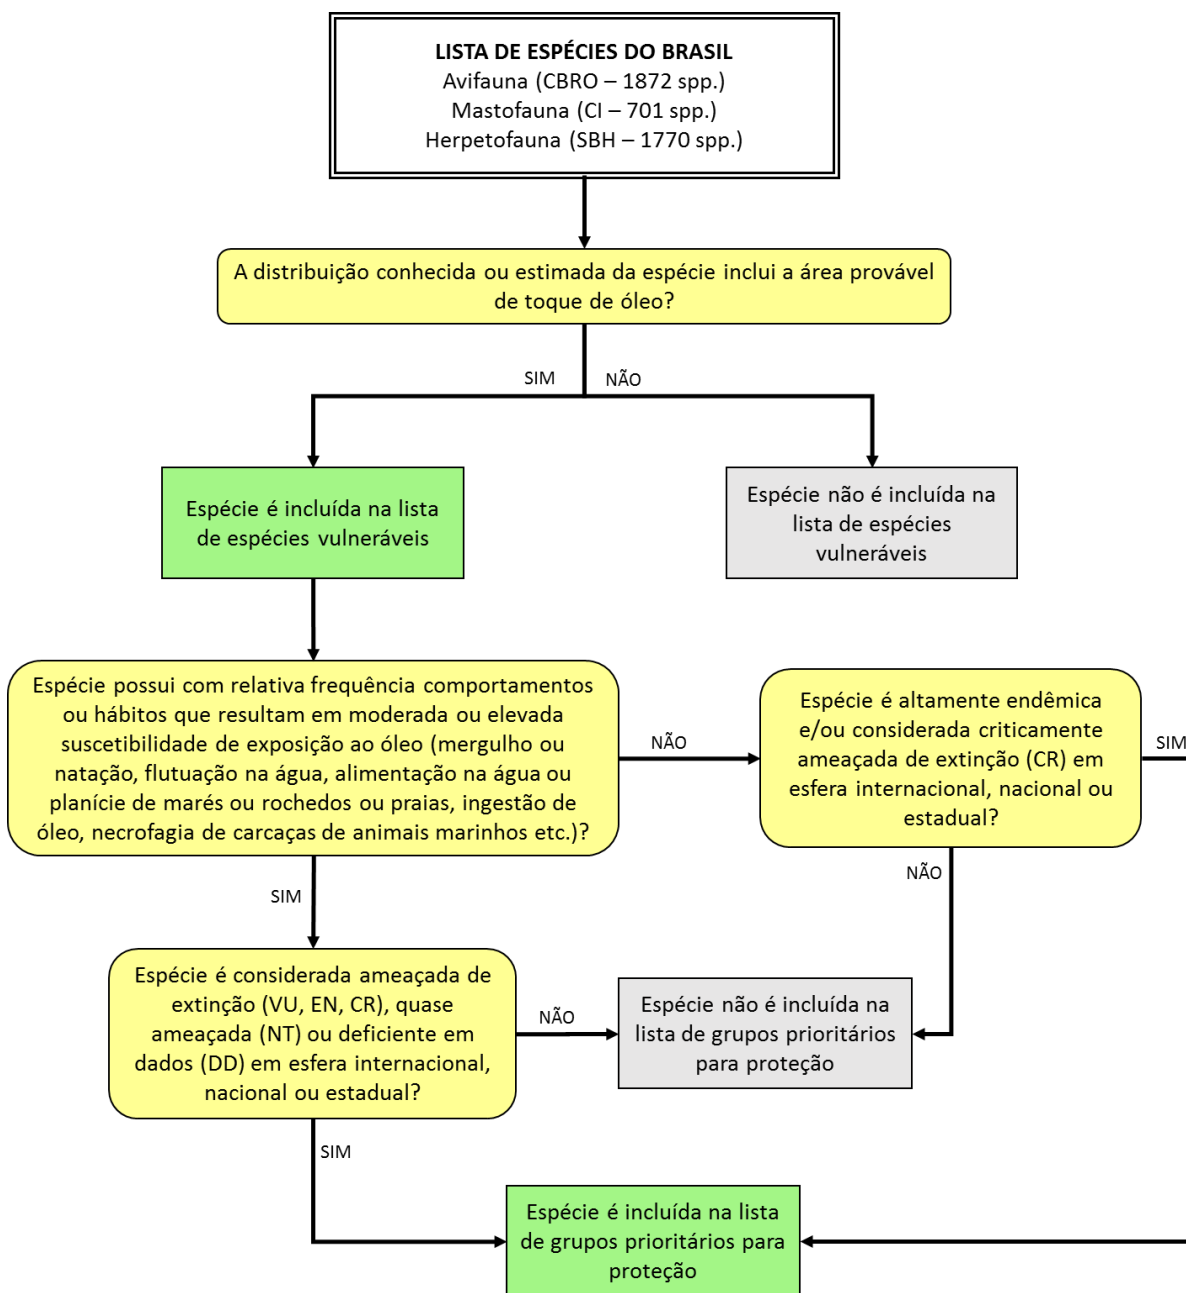 LISTA DE ESPÉCIES DO BRASIL
Avifauna (CBRO – 1872 spp.)
Mastofauna (CI – 701 spp.)
Herpetofauna (SBH – 1770 spp.)
A distribuição conhecida ou estimada da espécie inclui a área provável
de toque de óleo?
SIM
NÃO
Espécie é incluída na lista
de espécies vulneráveis
Espécie não é incluída na
lista de espécies
vulneráveis
Espécie possui com relativa frequência comportamentos
ou hábitos que resultam em moderada ou elevada
suscetibilidade de exposição ao óleo (mergulho ou
natação, flutuação na água, alimentação na água ou
planície de marés ou rochedos ou praias, ingestão de
óleo, necrofagia de carcaças de animais marinhos etc.)?
NÃO
Espécie é altamente endêmica
e/ou considerada criticamente
ameaçada de extinção (CR) em
esfera internacional, nacional ou
estadual?
SIM
SIM
NÃO
Espécie é considerada ameaçada de
extinção (VU, EN, CR), quase
ameaçada (NT) ou deficiente em
dados (DD) em esfera internacional,
nacional ou estadual?
NÃO
Espécie não é incluída na
lista de grupos prioritários
para proteção
SIM
Espécie é incluída na lista
de grupos prioritários para
proteção